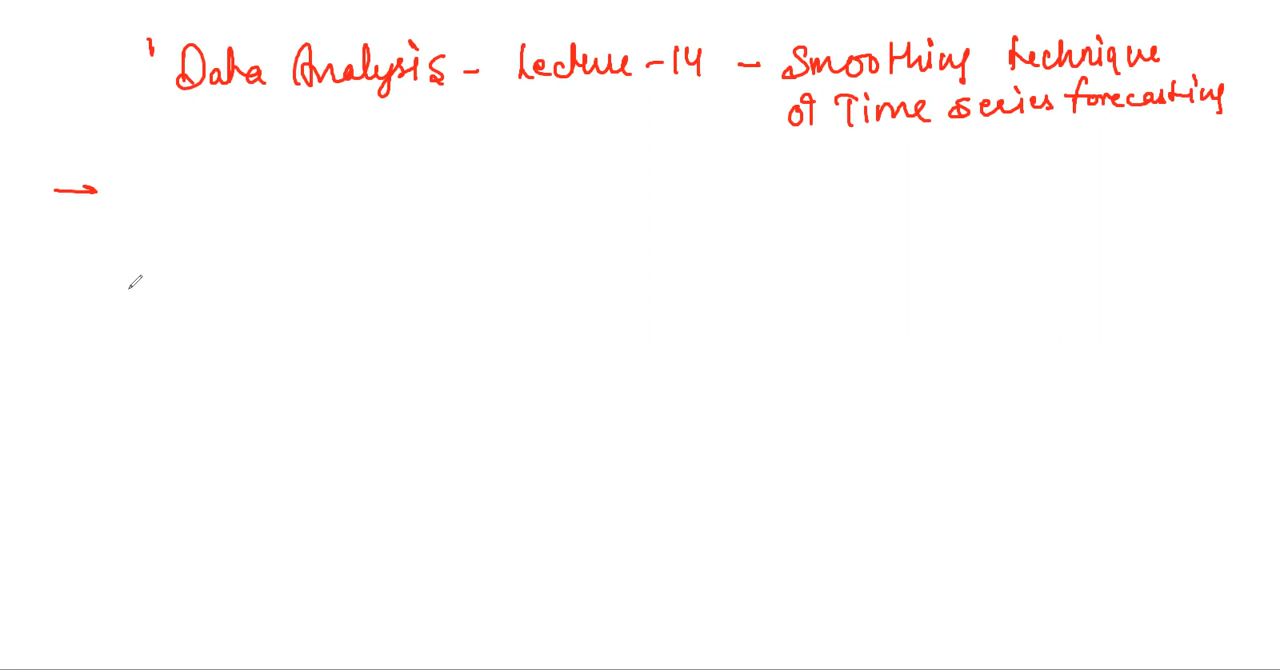 Data Analysis - Lecture - 14 - Smoothing technique
of Time series forecasting